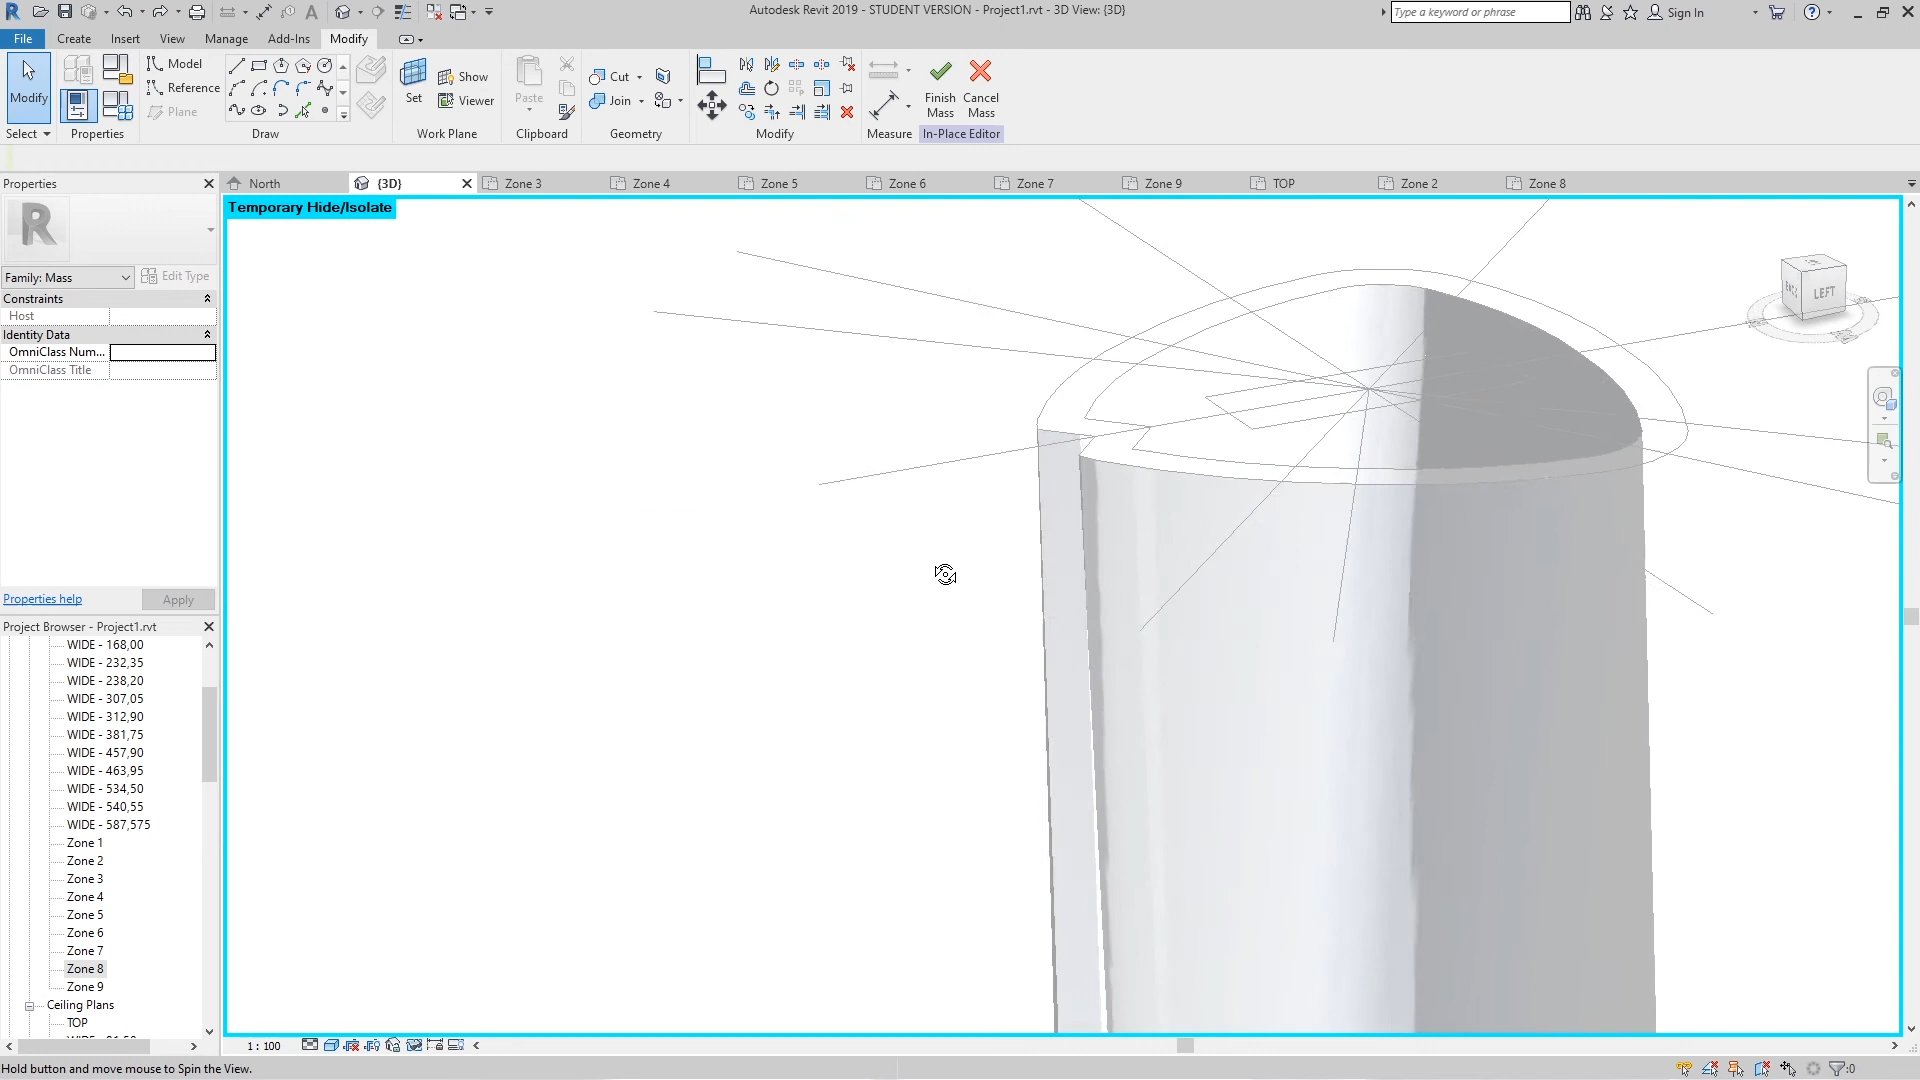 Autodesk Revit 2019 - STUDENT VERSION - Project1.rvt - 3D View: {3D}
Type a keyword or phrase
Sign In
File Create Insert View Manage Add-Ins Modify
Modify
Model
Reference
Plane
Set
Show
Viewer
Paste
Cut
Join
Finish Mass
Cancel Mass
Select Properties Draw Work Plane Clipboard Geometry Modify Measure In-Place Editor
Properties
North {3D} Zone 3 Zone 4 Zone 5 Zone 6 Zone 7 Zone 9 TOP Zone 2 Zone 8
Temporary Hide/Isolate
R
Family: Mass
Edit Type
Constraints
Host
Identity Data
OmniClass Num...
OmniClass Title
LEFT
Properties help
Apply
Project Browser - Project1.rvt
WIDE - 168,00
WIDE - 232,35
WIDE - 238,20
WIDE - 307,05
WIDE - 312,90
WIDE - 381,75
WIDE - 457,90
WIDE - 463,95
WIDE - 534,50
WIDE - 540,55
WIDE - 587,575
Zone 1
Zone 2
Zone 3
Zone 4
Zone 5
Zone 6
Zone 7
Zone 8
Zone 9
Ceiling Plans
TOP
1 : 100
Hold button and move mouse to Spin the View.
:0